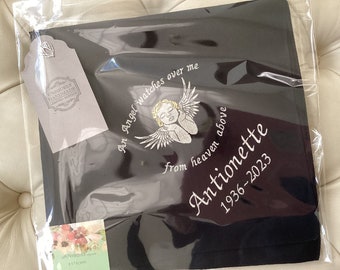 An Angel watches over me
from heaven above
Antionette
1936-2023